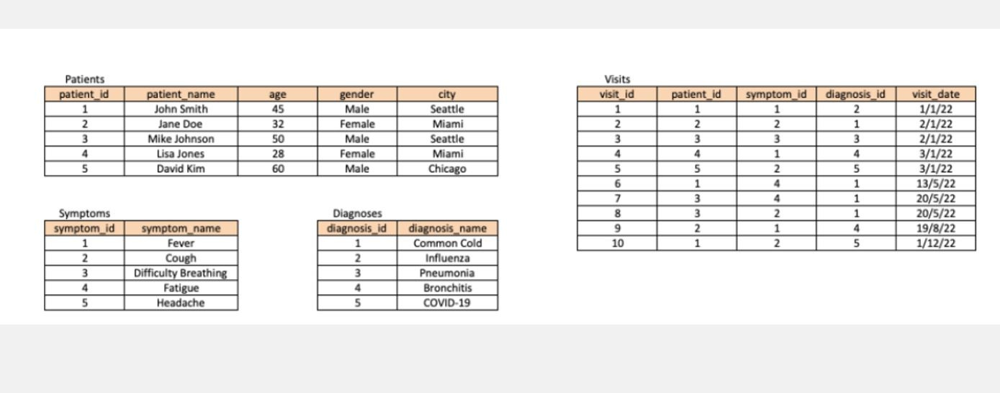 Patients
patient_id patient_name age gender city
1 John Smith 45 Male Seattle
2 Jane Doe 32 Female Miami
3 Mike Johnson 50 Male Seattle
4 Lisa Jones 28 Female Miami
5 David Kim 60 Male Chicago
Symptoms
symptom_id symptom_name
1 Fever
2 Cough
3 Difficulty Breathing
4 Fatigue
5 Headache
Diagnoses
diagnosis_id diagnosis_name
1 Common Cold
2 Influenza
3 Pneumonia
4 Bronchitis
5 COVID-19
Visits
visit_id patient_id symptom_id diagnosis_id visit_date
1 1 1 2 1/1/22
2 2 2 1 2/1/22
3 3 3 3 2/1/22
4 4 1 4 3/1/22
5 5 2 5 3/1/22
6 1 4 1 13/5/22
7 3 4 1 20/5/22
8 3 2 1 20/5/22
9 2 1 4 19/8/22
10 1 2 5 1/12/22